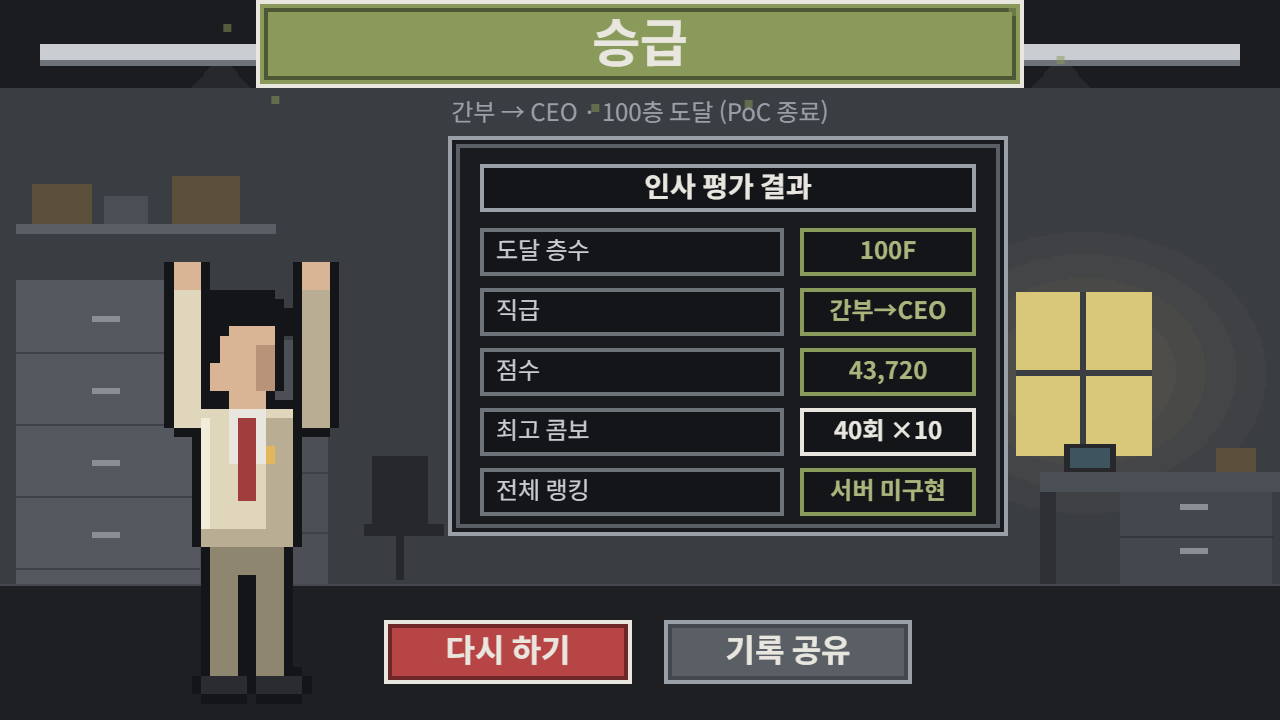 승급
간부 → CEO · 100층 도달 (PoC 종료)
인사 평가 결과
도달 층수 100F
직급 간부→CEO
점수 43,720
최고 콤보 40회 ×10
전체 랭킹 서버 미구현
다시 하기 기록 공유